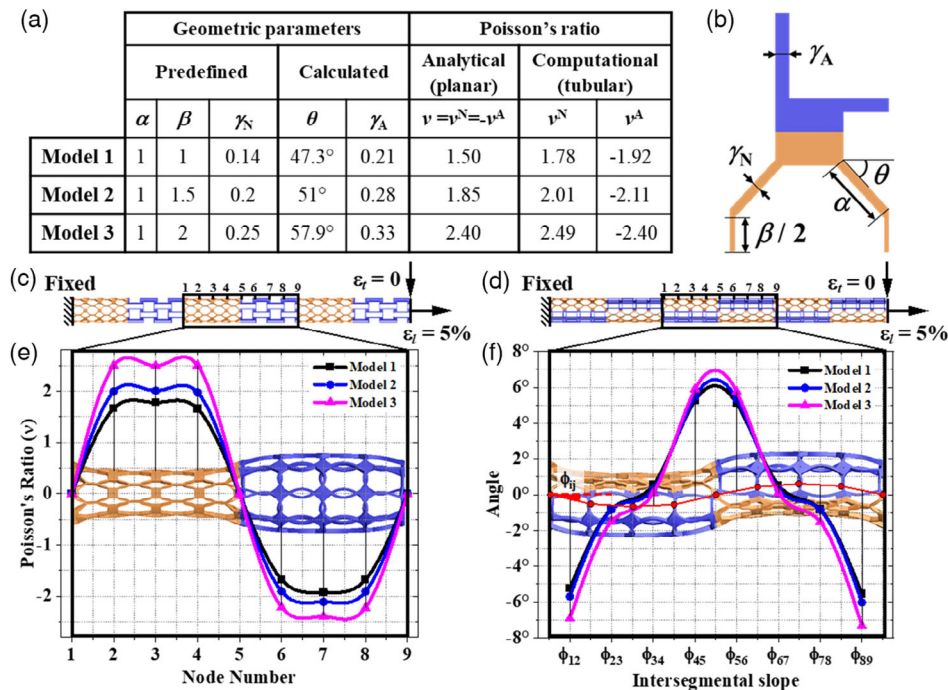 (a)
Geometric parameters Poisson's ratio
Predefined Calculated Analytical (planar) Computational (tubular)
α β γN θ γA ν =νN=-νA νN νA
Model 1 1 1 0.14 47.3° 0.21 1.50 1.78 -1.92
Model 2 1 1.5 0.2 51° 0.28 1.85 2.01 -2.11
Model 3 1 2 0.25 57.9° 0.33 2.40 2.49 -2.40
(b)
γA
γN
θ
α
β / 2
(c)
Fixed
1 2 3 4 5 6 7 8 9
εt = 0
εl = 5%
(d)
Fixed
1 2 3 4 5 6 7 8 9
εt = 0
εl = 5%
(e)
Model 1
Model 2
Model 3
Poisson's Ratio (ν)
2
1
0
-1
-2
1 2 3 4 5 6 7 8 9
Node Number
(f)
Model 1
Model 2
Model 3
ϕij
Angle
8°
6°
4°
2°
0°
-2°
-4°
-6°
-8°
ϕ12 ϕ23 ϕ34 ϕ45 ϕ56 ϕ67 ϕ78 ϕ89
Intersegmental slope